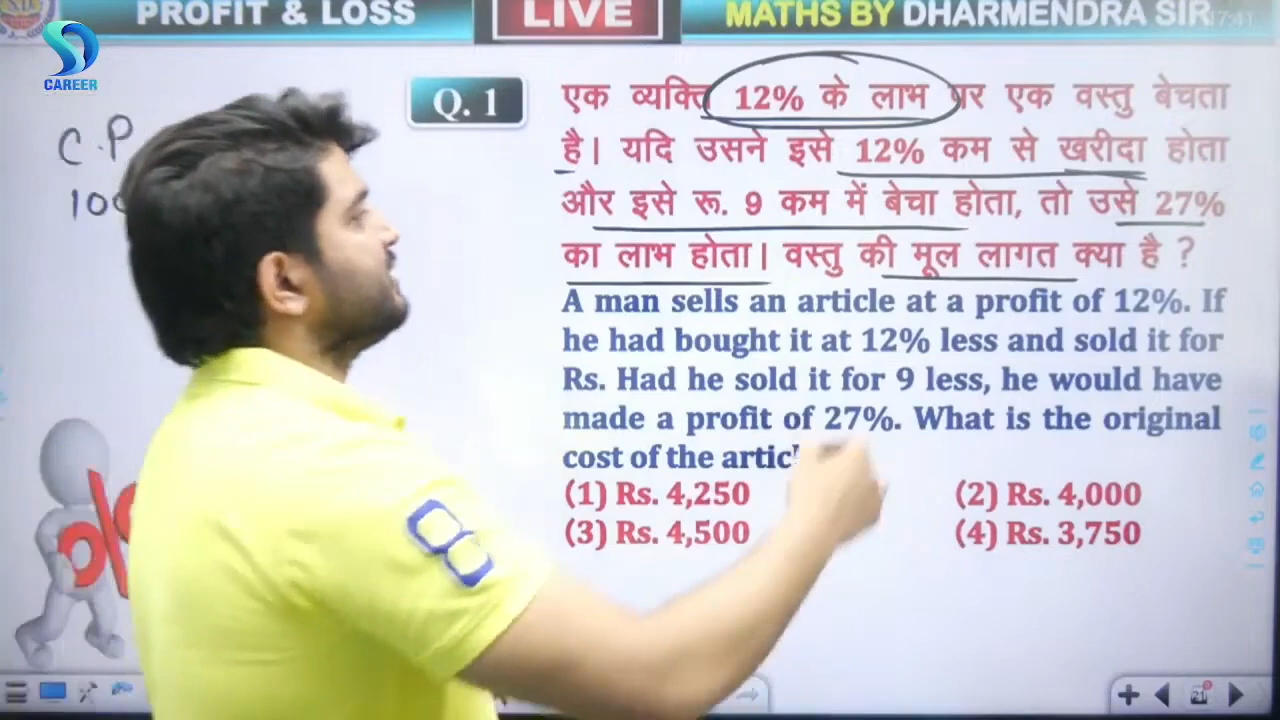 PROFIT & LOSS
LIVE
MATHS BY DHARMENDRA SIR
17:41
CAREER
C.P
100
Q. 1
एक व्यक्ति 12% के लाभ पर एक वस्तु बेचता
है। यदि उसने इसे 12% कम से खरीदा होता
और इसे रू. 9 कम में बेचा होता, तो उसे 27%
का लाभ होता। वस्तु की मूल लागत क्या है ?
A man sells an article at a profit of 12%. If
he had bought it at 12% less and sold it for
Rs. Had he sold it for 9 less, he would have
made a profit of 27%. What is the original
cost of the
(1) Rs. 4,250
(2) Rs. 4,000
(3) Rs. 4,500
(4) Rs. 3,750
21